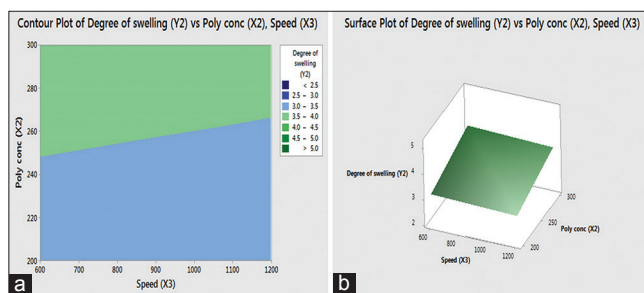 Contour Plot of Degree of swelling (Y2) vs Poly conc (X2), Speed (X3)
300
280
260
240
220
200
Poly conc (X2)
600
700
800
900
1000
1100
1200
Speed (X3)
Degree of
swelling
(Y2)
< 2.5
2.5 – 3.0
3.0 – 3.5
3.5 – 4.0
4.0 – 4.5
4.5 – 5.0
> 5.0
a
Surface Plot of Degree of swelling (Y2) vs Poly conc (X2), Speed (X3)
Degree of swelling (Y2)
5
4
3
2
600
800
1000
1200
Speed (X3)
200
250
300
Poly conc (X2)
b